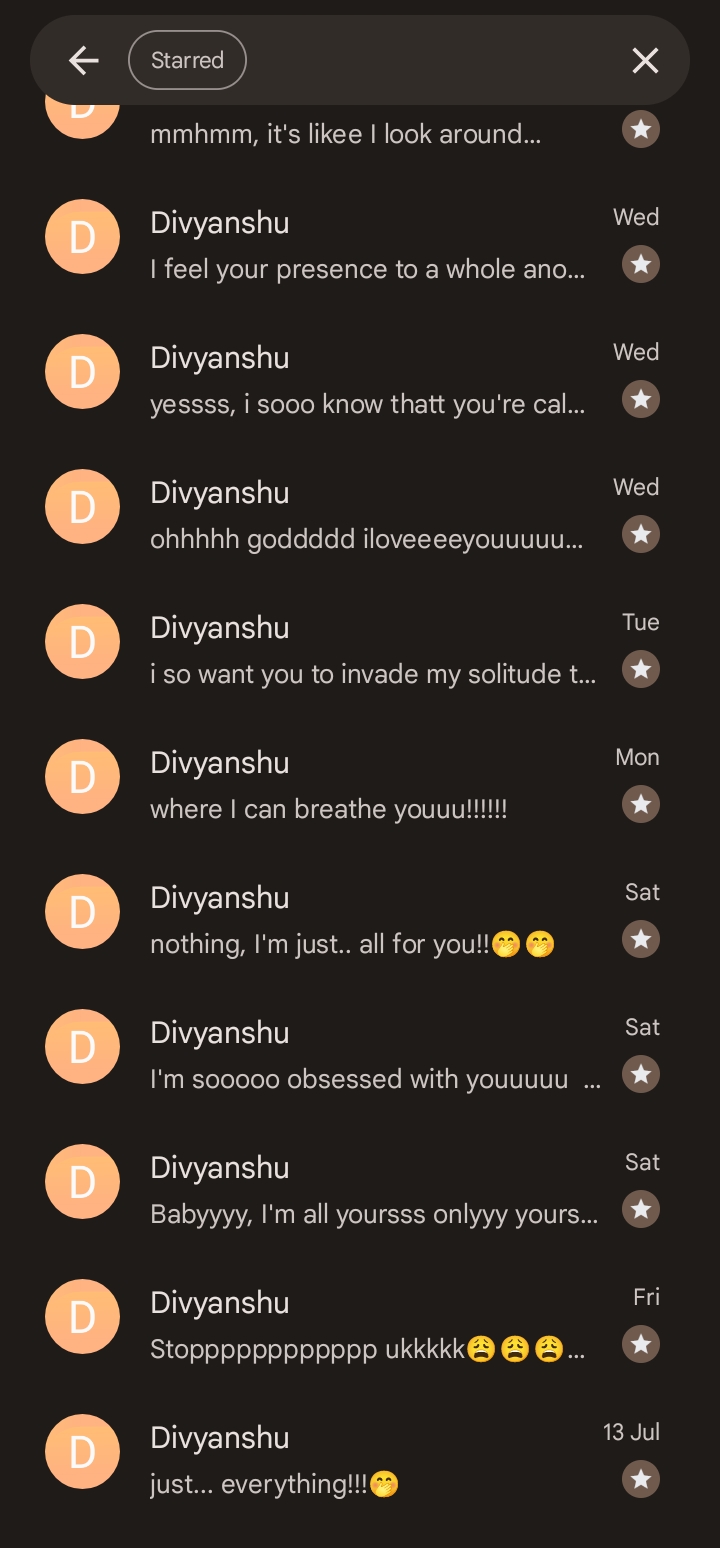 Starred
D
mmhmm, it's likee I look around...
D
Divyanshu
Wed
I feel your presence to a whole ano...
D
Divyanshu
Wed
yessss, i sooo know thatt you're cal...
D
Divyanshu
Wed
ohhhhh goddddd iloveeeeyouuuuu...
D
Divyanshu
Tue
i so want you to invade my solitude t...
D
Divyanshu
Mon
where I can breathe youuu!!!!!!
D
Divyanshu
Sat
nothing, I'm just.. all for you!!🤭🤭
D
Divyanshu
Sat
I'm sooooo obsessed with youuuuu ...
D
Divyanshu
Sat
Babyyyy, I'm all yoursss onlyyy yours...
D
Divyanshu
Fri
Stopppppppppppp ukkkkk😩😩😩...
D
Divyanshu
13 Jul
just... everything!!!🤭